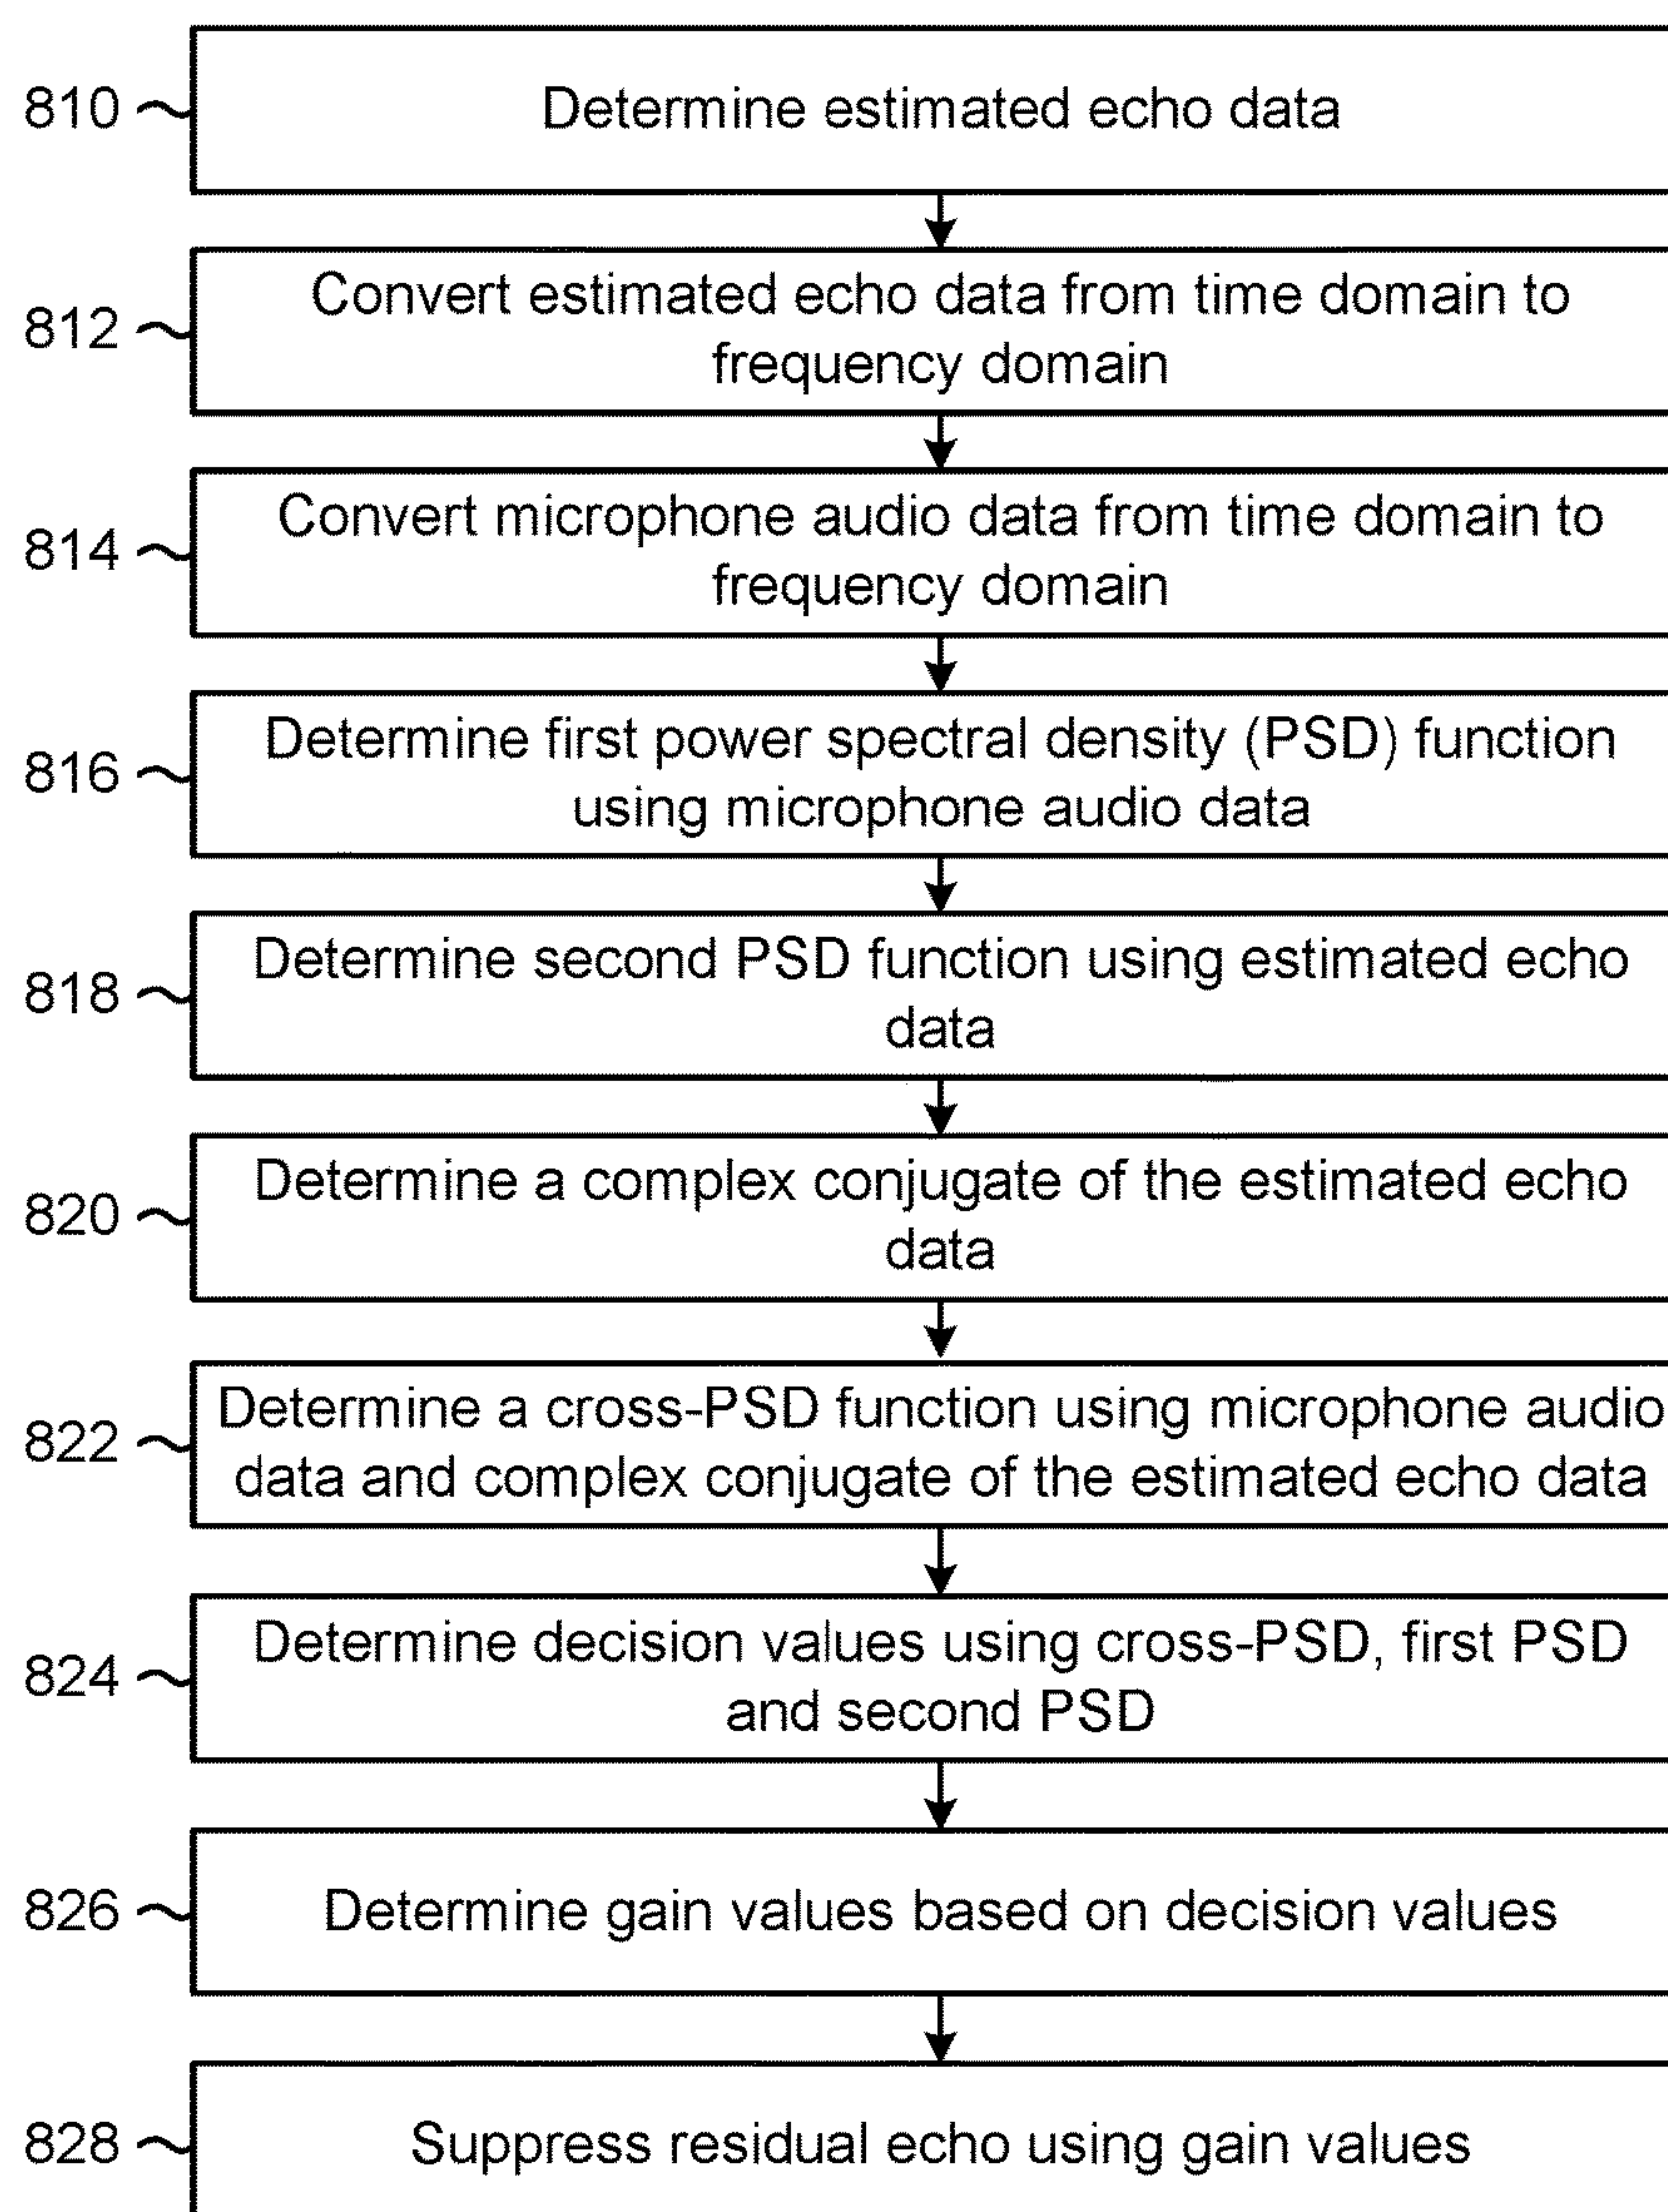 810
Determine estimated echo data
812
Convert estimated echo data from time domain to
frequency domain
814
Convert microphone audio data from time domain to
frequency domain
816
Determine first power spectral density (PSD) function
using microphone audio data
818
Determine second PSD function using estimated echo
data
820
Determine a complex conjugate of the estimated echo
data
822
Determine a cross-PSD function using microphone audio
data and complex conjugate of the estimated echo data
824
Determine decision values using cross-PSD, first PSD
and second PSD
826
Determine gain values based on decision values
828
Suppress residual echo using gain values